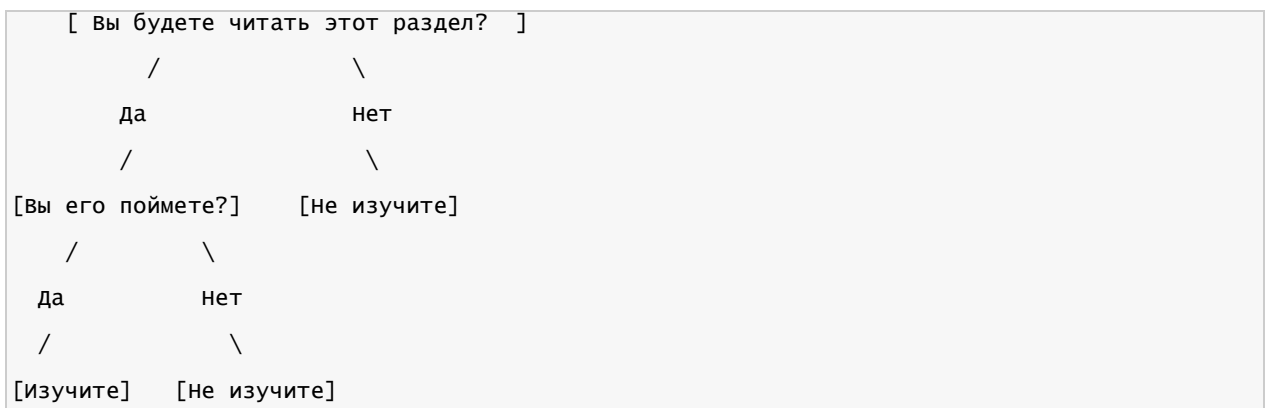 [ Вы будете читать этот раздел?  ]
/                 \
Да                Нет
/                   \
[Вы его поймете?]    [Не изучите]
/         \
Да          Нет
/             \
[Изучите]   [Не изучите]